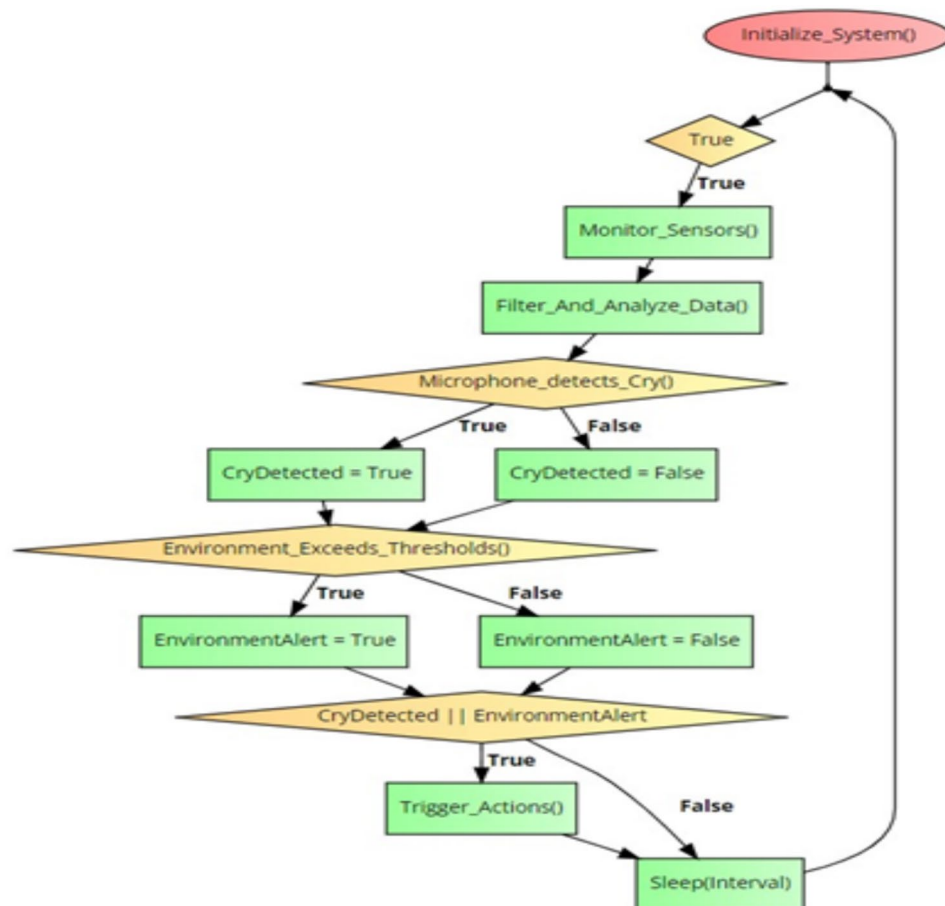 Initialize_System()
True
True
Monitor_Sensors()
Filter_And_Analyze_Data()
Microphone_detects_Cry()
True
False
CryDetected = True
CryDetected = False
Environment_Exceeds_Thresholds()
True
False
EnvironmentAlert = True
EnvironmentAlert = False
CryDetected || EnvironmentAlert
True
False
Trigger_Actions()
Sleep(Interval)